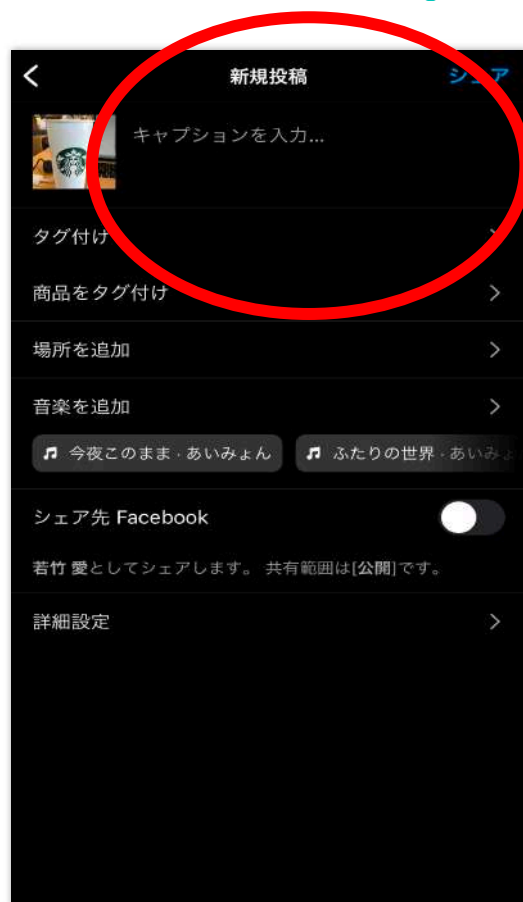 新規投稿
シェア
キャプションを入力...
タグ付け
商品をタグ付け
場所を追加
音楽を追加
今夜このまま · あいみょん
ふたりの世界 · あいみょ
シェア先 Facebook
若竹 愛としてシェアします。 共有範囲は[公開]です。
詳細設定